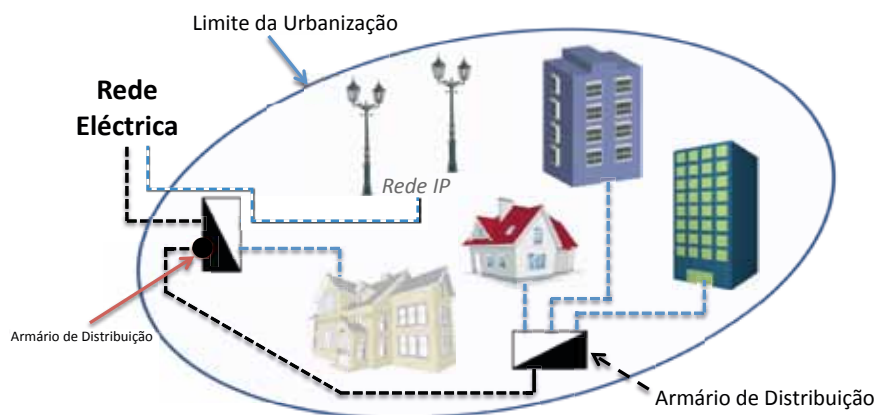 Limite da Urbanização
Rede
Eléctrica
Rede IP
Armário de Distribuição
Armário de Distribuição